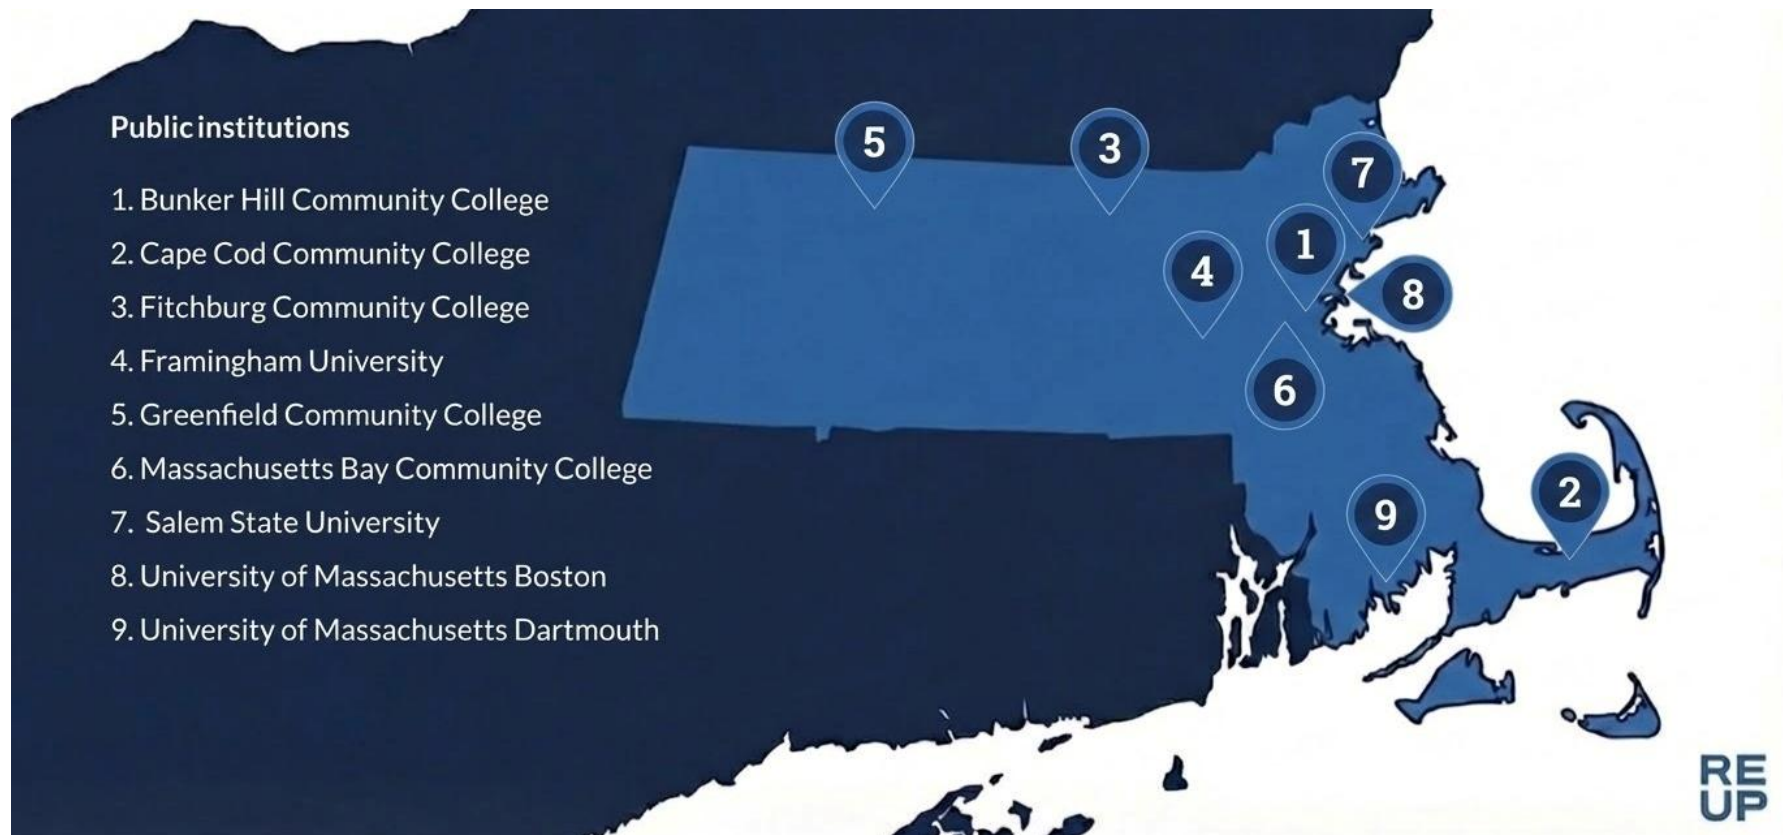 Public institutions
1. Bunker Hill Community College
2. Cape Cod Community College
3. Fitchburg Community College
4. Framingham University
5. Greenfield Community College
6. Massachusetts Bay Community College
7. Salem State University
8. University of Massachusetts Boston
9. University of Massachusetts Dartmouth
5
3
7
1
4
8
6
2
9
RE
UP